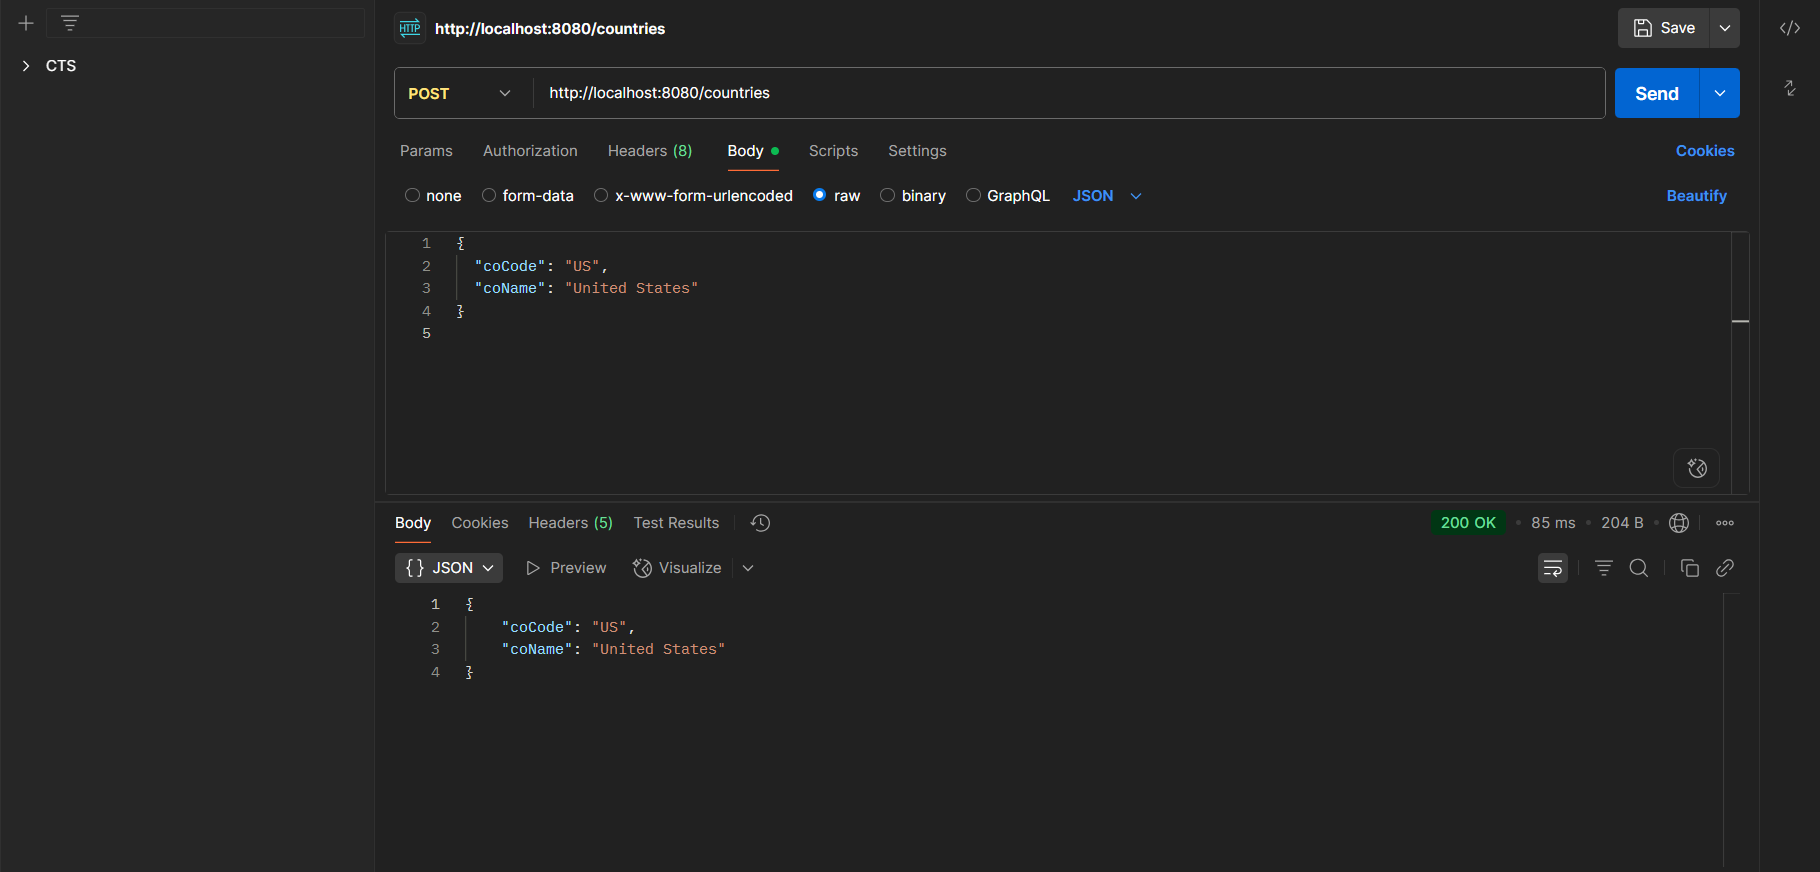 CTS
HTTP http://localhost:8080/countries
Save
POST http://localhost:8080/countries
Send
Params Authorization Headers (8) Body Scripts Settings Cookies
none form-data x-www-form-urlencoded raw binary GraphQL JSON Beautify
1 {
2 "coCode": "US",
3 "coName": "United States"
4 }
5
Body Cookies Headers (5) Test Results 200 OK • 85 ms • 204 B •
{} JSON Preview Visualize
1 {
2 "coCode": "US",
3 "coName": "United States"
4 }